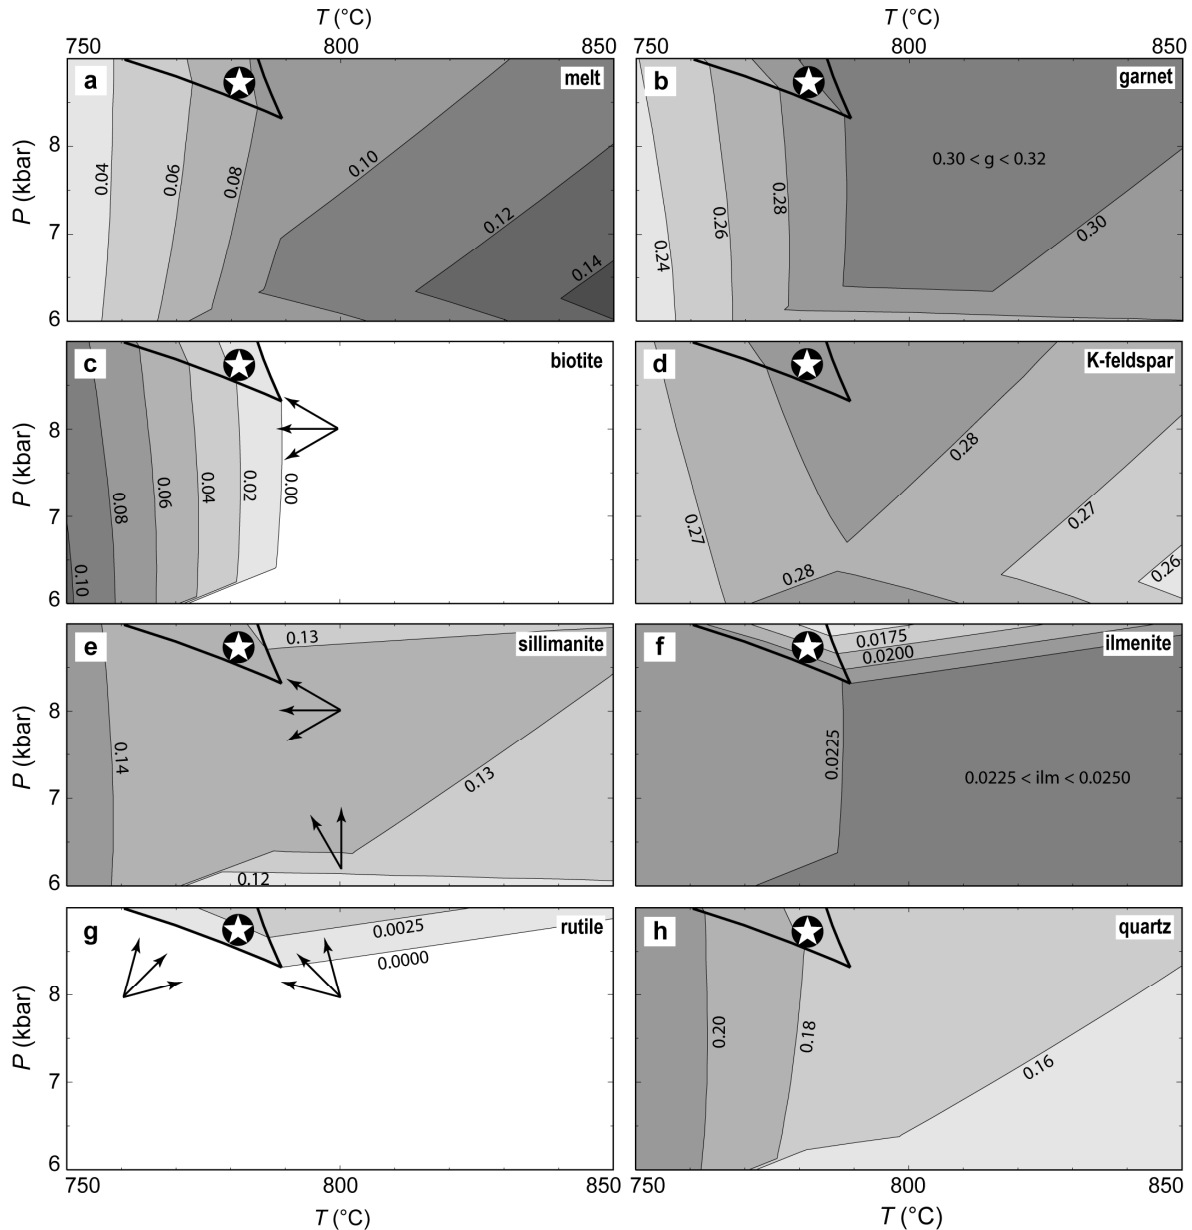 T (°C) T (°C)
750 800 850 750 800 850
a melt b garnet
P (kbar)
8
7
6
0.04 0.06 0.08 0.10 0.12 0.14
0.24 0.26 0.28 0.30 < g < 0.32 0.30
c biotite d K-feldspar
P (kbar)
8
7
6
0.10 0.08 0.06 0.04 0.02 0.00
0.27 0.28 0.28 0.27 0.26
e sillimanite f ilmenite
P (kbar)
8
7
6
0.14 0.13 0.13 0.12
0.0175
0.0200
0.0225 0.0225 < ilm < 0.0250
g rutile h quartz
P (kbar)
8
7
6
0.0025
0.0000
0.20 0.18 0.16
750 800 850 750 800 850
T (°C) T (°C)